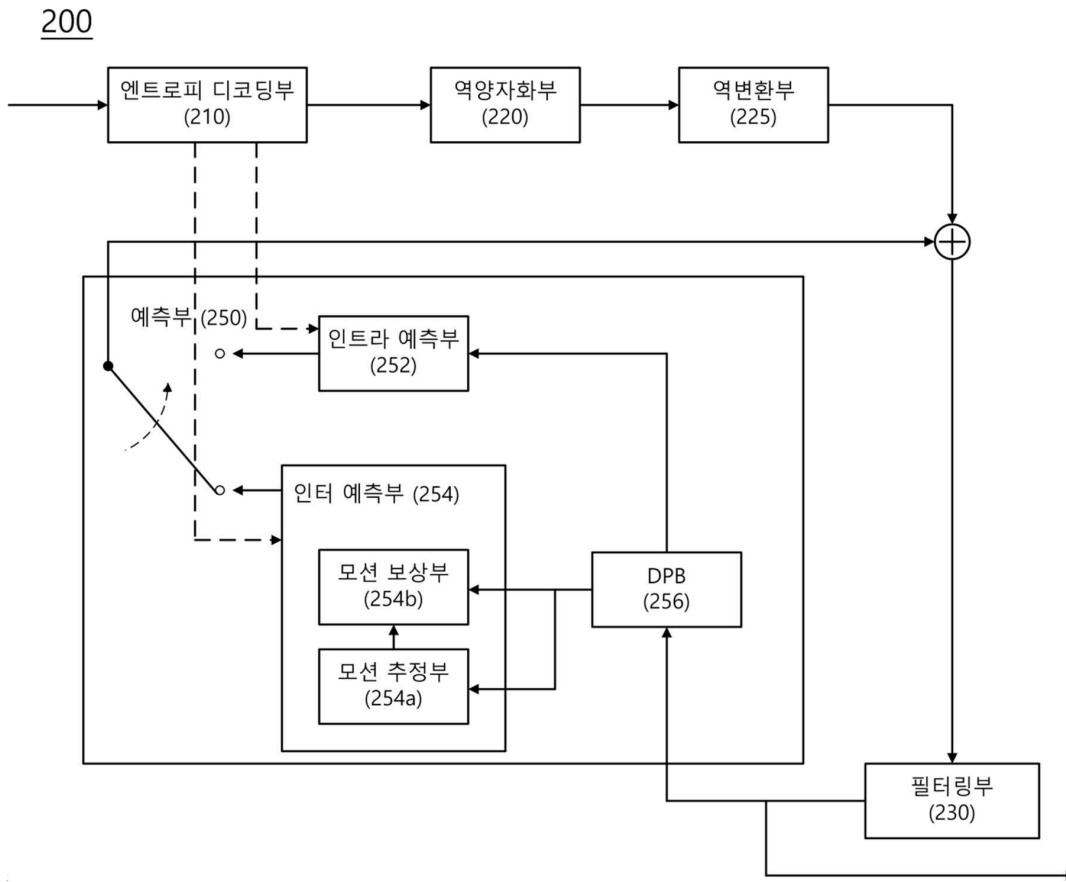 200
엔트로피 디코딩부
(210)
역양자화부
(220)
역변환부
(225)
예측부 (250)
인트라 예측부
(252)
인터 예측부 (254)
모션 보상부
(254b)
DPB
(256)
모션 추정부
(254a)
필터링부
(230)